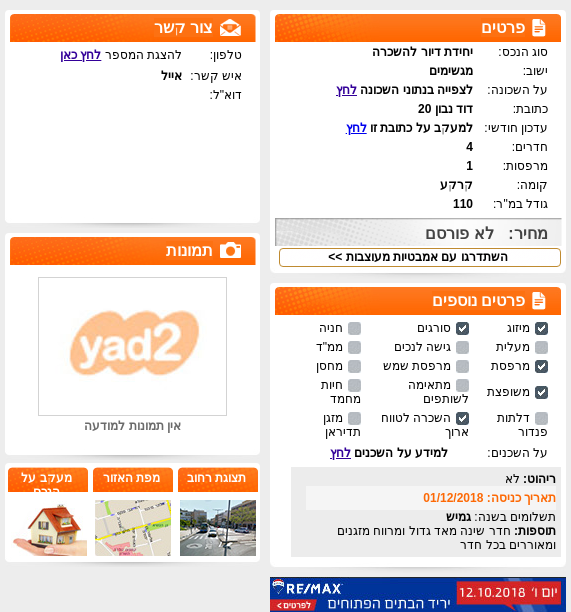 פרטים
סוג הנכס: יחידת דיור להשכרה
ישוב: מגשימים
על השכונה: לצפייה בנתוני השכונה לחץ
כתובת: דוד נבון 20
עדכון חודשי: למעקב על כתובת זו לחץ
חדרים: 4
מרפסות: 1
קומה: קרקע
גודל במ"ר: 110
מחיר: לא פורסם
השתדרגו עם אמבטיות מעוצבות >>
צור קשר
טלפון: להצגת המספר לחץ כאן
איש קשר: אייל
דוא"ל:
תמונות
yad2
אין תמונות למודעה
תצוגת רחוב
מפת האזור
מעקב על
הנכס
פרטים נוספים
מיזוג סורגים חניה
מעלית גישה לנכים ממ"ד
מרפסת מרפסת שמש מחסן
משופצת מתאימה לשותפים חיות מחמד
דלתות פנדור השכרה לטווח ארוך מזגן תדיראן
על השכנים: למידע על השכנים לחץ
ריהוט: לא
תאריך כניסה: 01/12/2018
תשלומים בשנה: גמיש
תוספות: חדר שינה מאד גדול ומרווח מזגנים
ומאוררים בכל חדר
RE/MAX
יום ו' 12.10.2018
יריד הבתים הפתוחים
לפרטים >